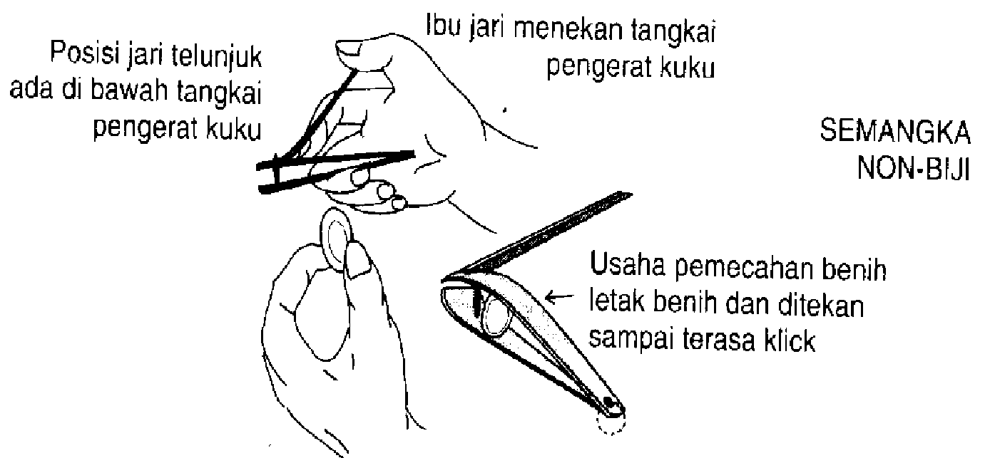 Posisi jari telunjuk
ada di bawah tangkai
pengerat kuku
Ibu jari menekan tangkai
pengerat kuku
SEMANGKA
NON-BIJI
Usaha pemecahan benih
letak benih dan ditekan
sampai terasa klick